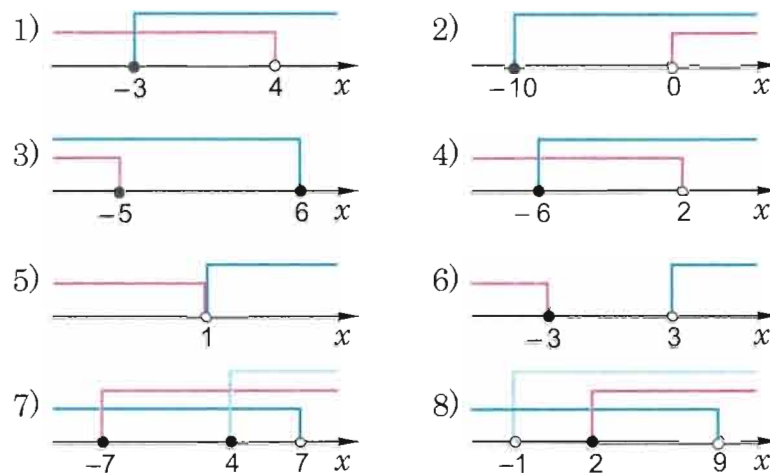 1) −3 4 x
2) −10 0 x
3) −5 6 x
4) −6 2 x
5) 1 x
6) −3 3 x
7) −7 4 7 x
8) −1 2 9 x